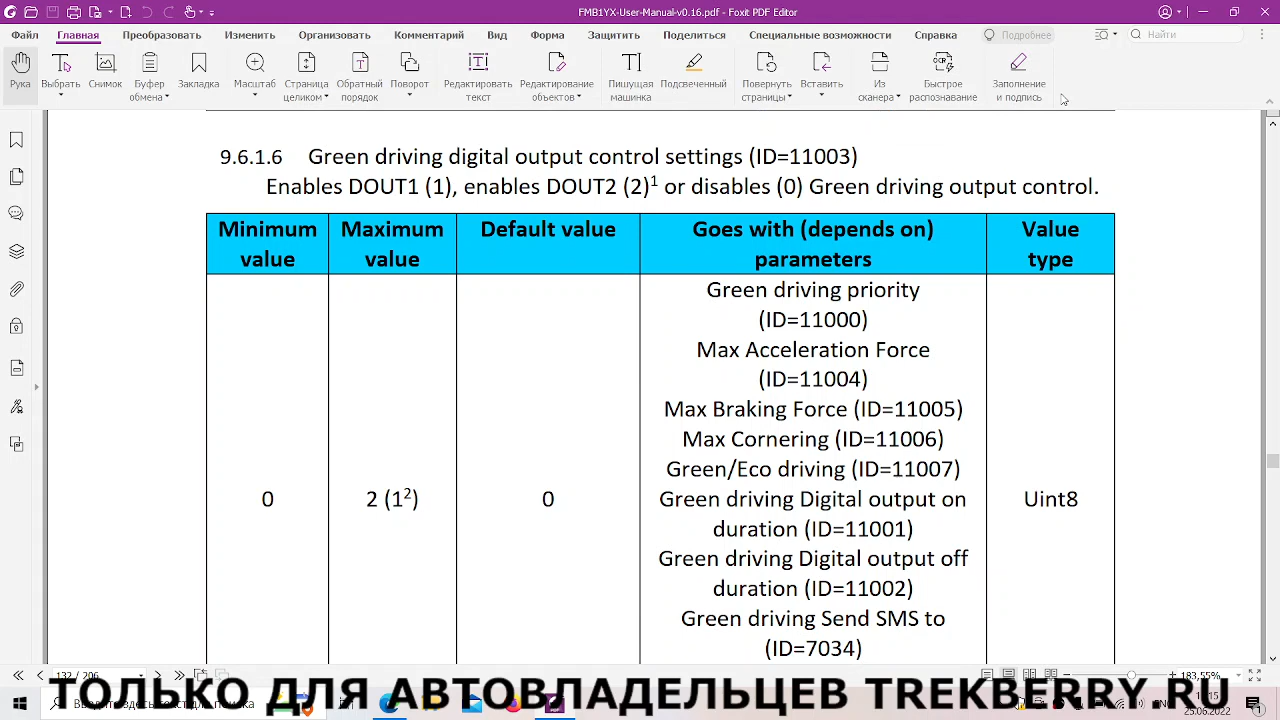 FMB1YX-User-Manual-v0.16.pdf - Foxit PDF Editor
Файл Главная Преобразовать Изменить Организовать Комментарий Вид Форма Защитить Поделиться Специальные возможности Справка Подробнее Найти
Рука Выбрать Снимок Буфер обмена Закладка Масштаб Страница целиком Обратный порядок Поворот Редактировать текст Редактирование объектов Пишущая машинка Подсвеченный Повернуть страницы Вставить Из сканера Быстрое распознавание Заполнение и подпись
9.6.1.6 Green driving digital output control settings (ID=11003)
Enables DOUT1 (1), enables DOUT2 (2)1 or disables (0) Green driving output control.
Minimum value Maximum value Default value Goes with (depends on) parameters Value type
Green driving priority
(ID=11000)
Max Acceleration Force
(ID=11004)
Max Braking Force (ID=11005)
Max Cornering (ID=11006)
Green/Eco driving (ID=11007)
0 2 (12) 0 Green driving Digital output on Uint8
duration (ID=11001)
Green driving Digital output off
duration (ID=11002)
Green driving Send SMS to
(ID=7034)
132 / 206 183.55%
ТОЛЬКО ДЛЯ АВТОВЛАДЕЛЬЦЕВ TREKBERRY RU
25.06.2022